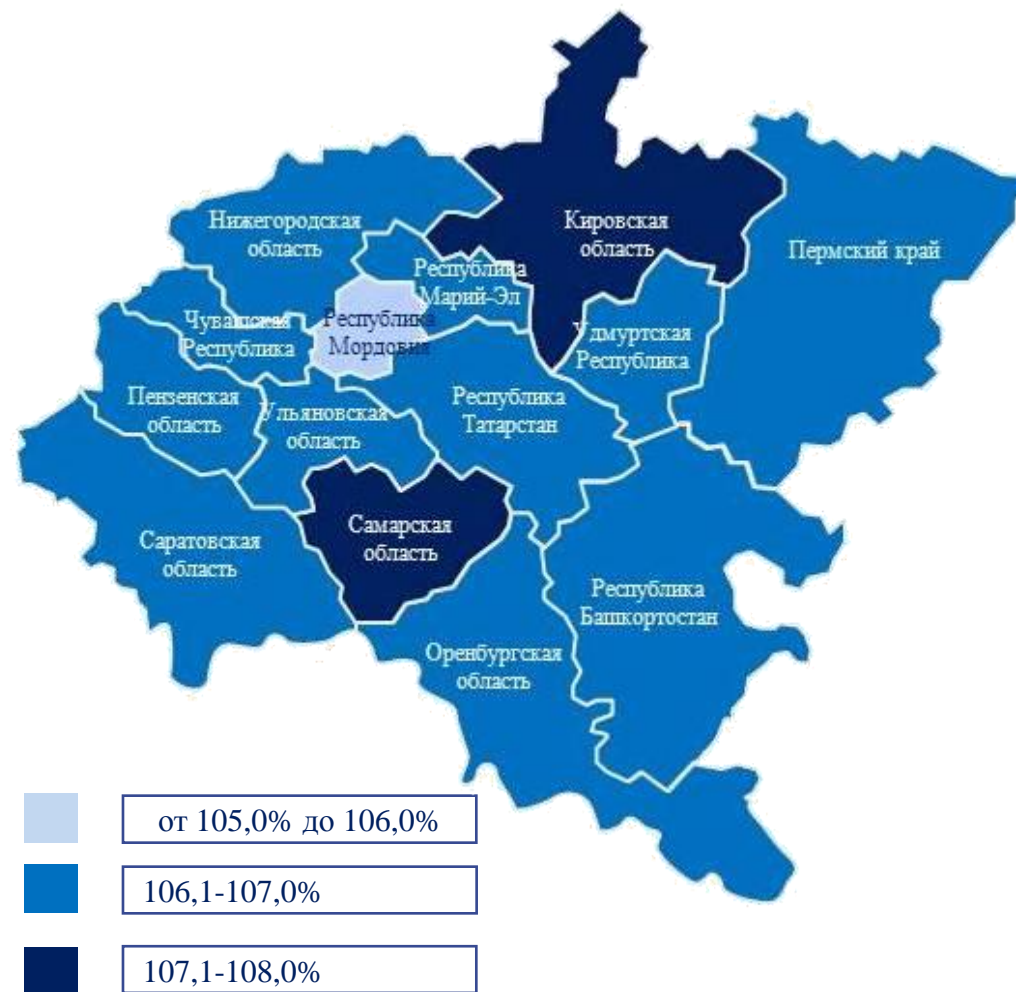 Нижегородская
область
Кировская
область
Пермский край
Республика
Марий-Эл
Чувашская
Республика
Республика
Мордовия
Удмуртская
Республика
Пензенская
область
Ульяновская
область
Республика
Татарстан
Самарская
область
Саратовская
область
Республика
Башкортостан
Оренбургская
область
от 105,0% до 106,0%
106,1-107,0%
107,1-108,0%